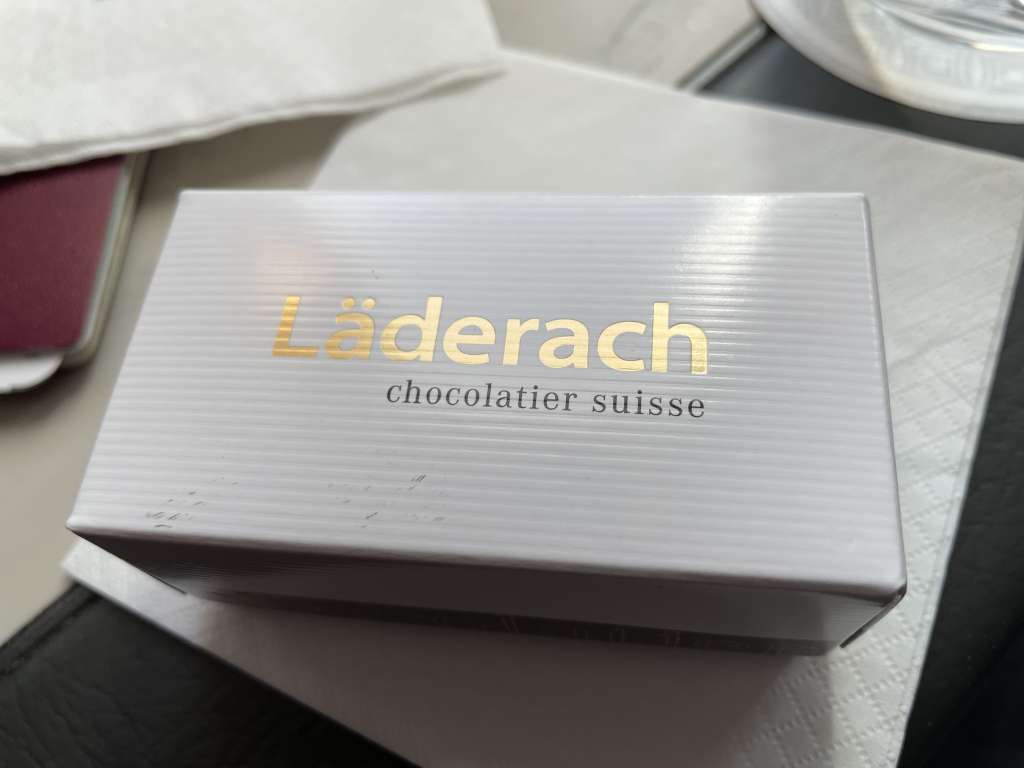 Läderach
chocolatier suisse